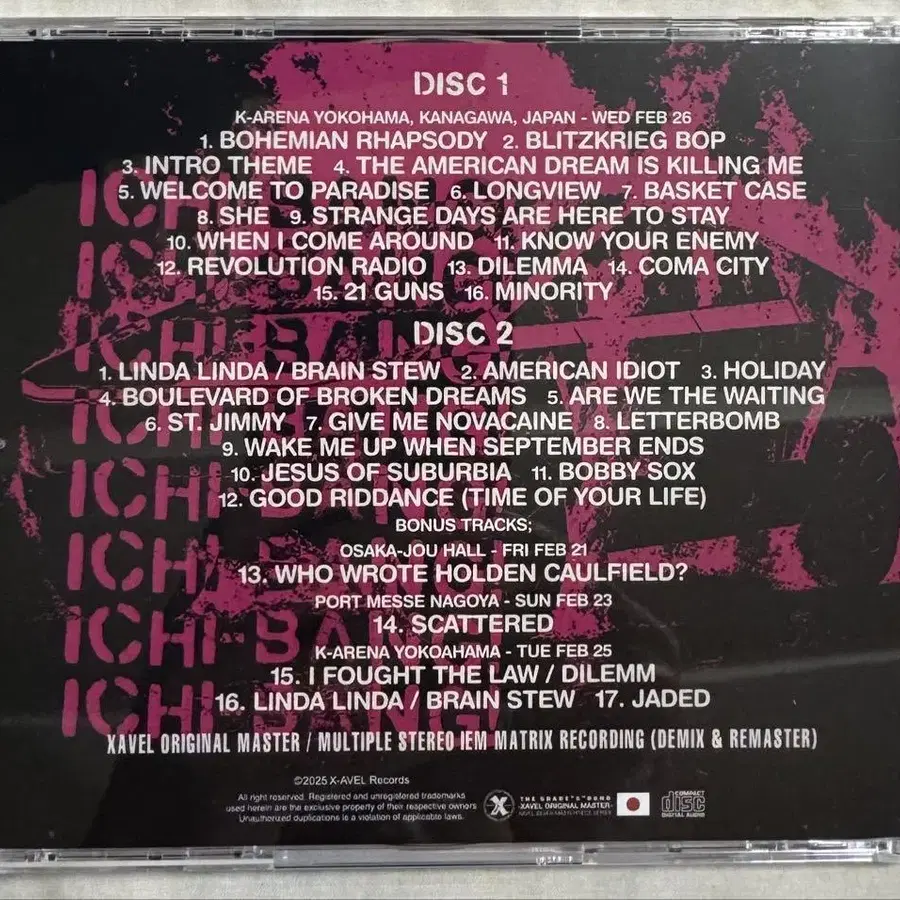 DISC 1
K-ARENA YOKOHAMA, KANAGAWA, JAPAN - WED FEB 26
1. BOHEMIAN RHAPSODY 2. BLITZKRIEG BOP
3. INTRO THEME 4. THE AMERICAN DREAM IS KILLING ME
5. WELCOME TO PARADISE 6. LONGVIEW 7. BASKET CASE
8. SHE 9. STRANGE DAYS ARE HERE TO STAY
10. WHEN I COME AROUND 11. KNOW YOUR ENEMY
12. REVOLUTION RADIO 13. DILEMMA 14. COMA CITY
15. 21 GUNS 16. MINORITY
DISC 2
1. LINDA LINDA / BRAIN STEW 2. AMERICAN IDIOT 3. HOLIDAY
4. BOULEVARD OF BROKEN DREAMS 5. ARE WE THE WAITING
6. ST. JIMMY 7. GIVE ME NOVACAINE 8. LETTERBOMB
9. WAKE ME UP WHEN SEPTEMBER ENDS
10. JESUS OF SUBURBIA 11. BOBBY SOX
12. GOOD RIDDANCE (TIME OF YOUR LIFE)
BONUS TRACKS;
OSAKA-JOU HALL - FRI FEB 21
13. WHO WROTE HOLDEN CAULFIELD?
PORT MESSE NAGOYA - SUN FEB 23
14. SCATTERED
K-ARENA YOKOAHAMA - TUE FEB 25
15. I FOUGHT THE LAW / DILEMM
16. LINDA LINDA / BRAIN STEW 17. JADED
XAVEL ORIGINAL MASTER / MULTIPLE STEREO IEM MATRIX RECORDING (DEMIX & REMASTER)
ICHI-BANG!
ICHI-BANG!
ICHI-BANG!
ICHI-BANG!
ICHI-BANG!
ICHI-BANG!
ICHI-BANG!
ICHI-BANG!
©2025 X-AVEL Records
All right reserved. Registered and unregistered trademarks
used herein are the exclusive property of their respective owners
Unauthorized duplications is a violation of applicable laws.
X
XAVEL ORIGINAL MASTER
COMPACT
disc
DIGITAL AUDIO